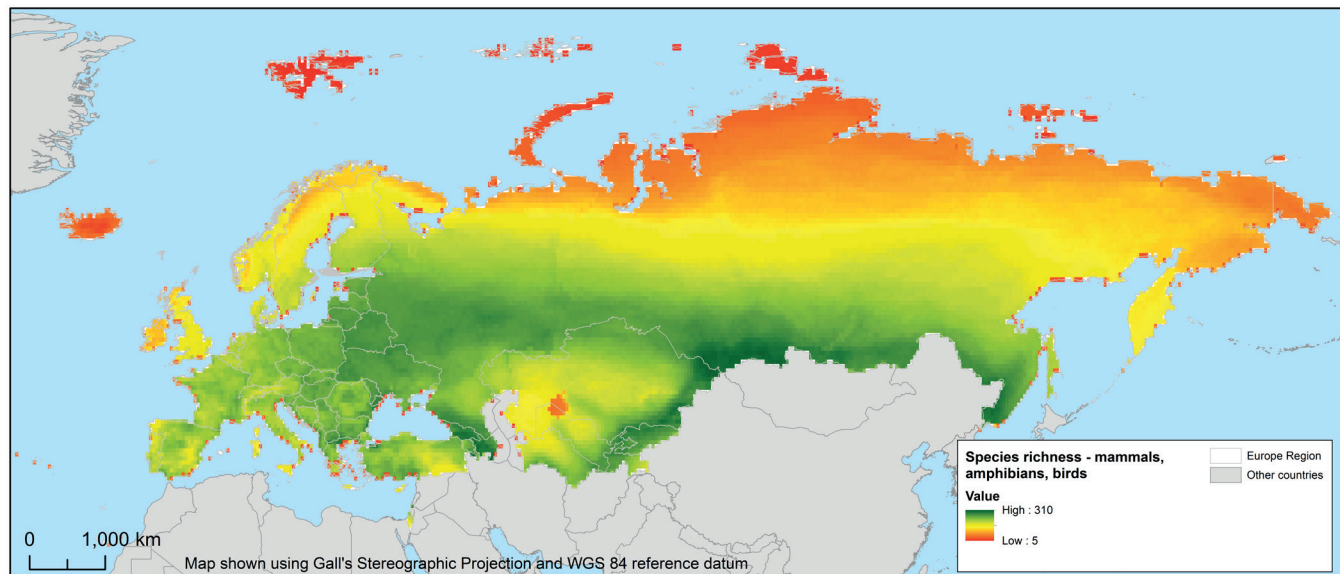 Species richness - mammals,
amphibians, birds
Value
High : 310
Low : 5
Europe Region
Other countries
0 1,000 km
Map shown using Gall's Stereographic Projection and WGS 84 reference datum